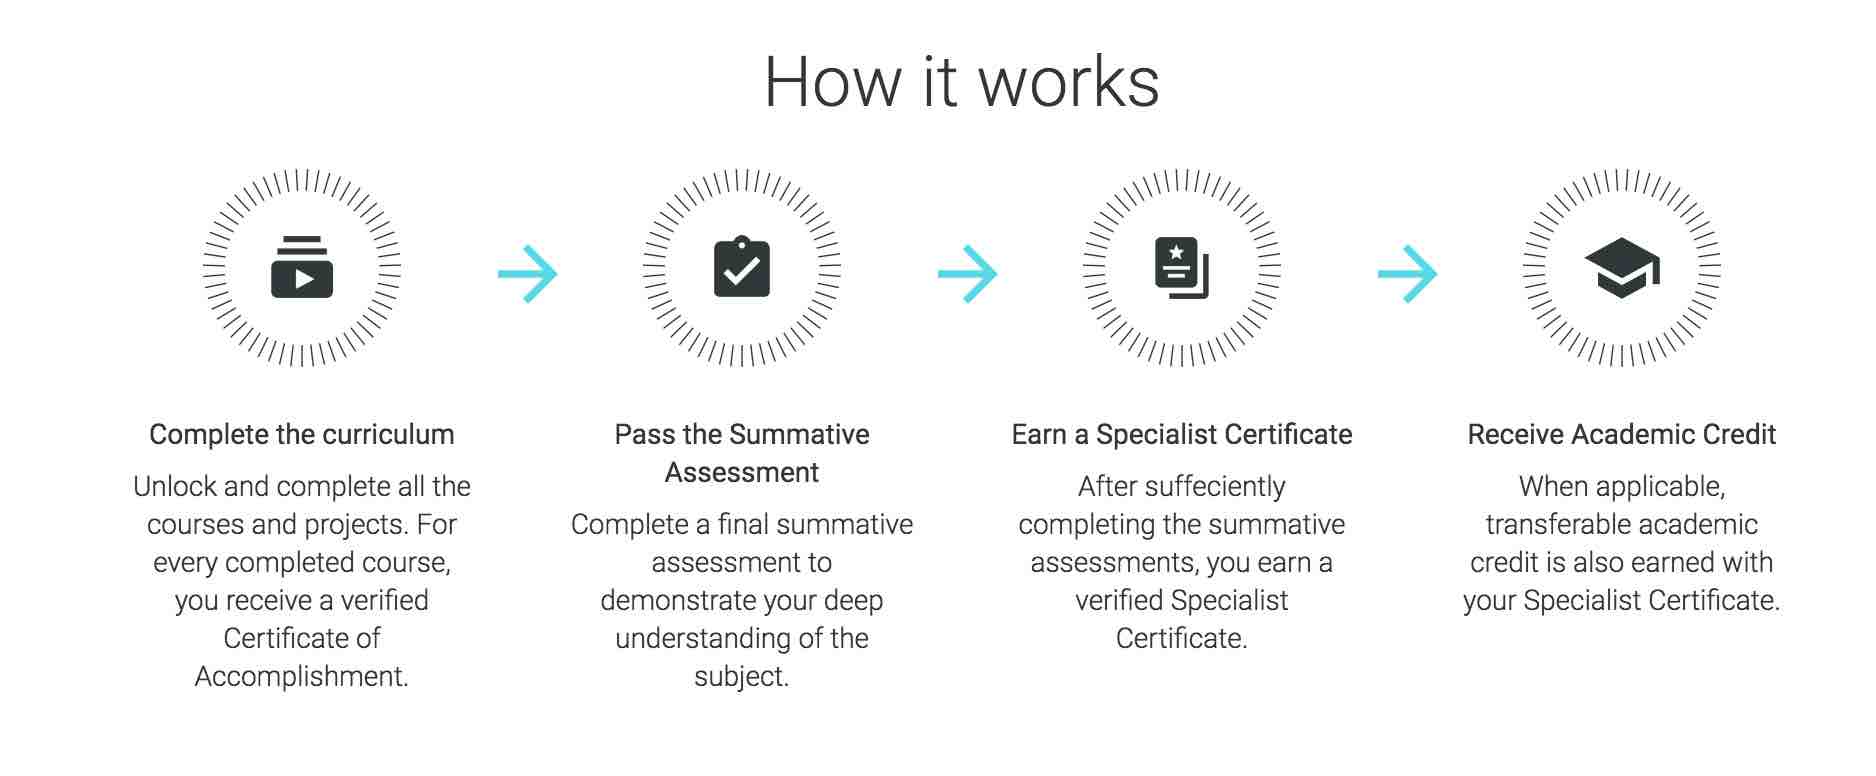 How it works
Complete the curriculum
Unlock and complete all the
courses and projects. For
every completed course,
you receive a verified
Certificate of
Accomplishment.
Pass the Summative
Assessment
Complete a final summative
assessment to
demonstrate your deep
understanding of the
subject.
Earn a Specialist Certificate
After suffeciently
completing the summative
assessments, you earn a
verified Specialist
Certificate.
Receive Academic Credit
When applicable,
transferable academic
credit is also earned with
your Specialist Certificate.